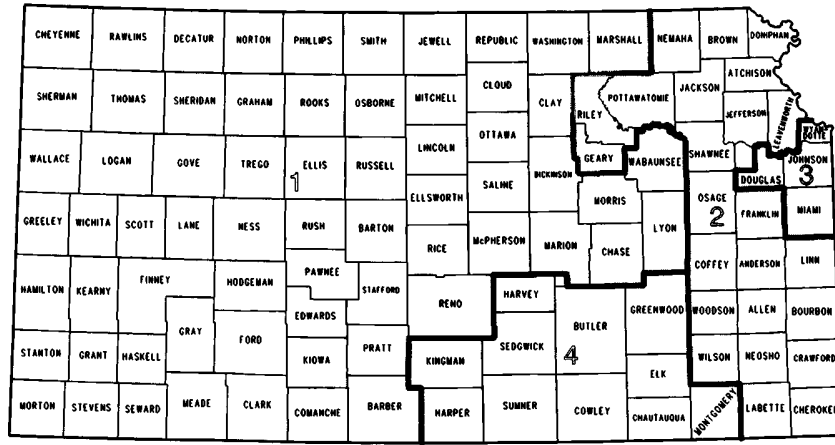 CHEYENNE RAWLINS DECATUR NORTON PHILLIPS SMITH JEWELL REPUBLIC WASHINGTON MARSHALL NEMAHA BROWN DONIPHAN
ATCHISON
SHERMAN THOMAS SHERIDAN GRAHAM ROOKS OSBORNE MITCHELL CLOUD CLAY RILEY POTTAWATOMIE JACKSON JEFFERSON LEAVENWORTH WYAN-
DOTTE
WALLACE LOGAN GOVE TREGO ELLIS RUSSELL LINCOLN OTTAWA GEARY WABAUNSEE SHAWNEE DOUGLAS JOHNSON
1 SALINE DICKINSON 3
ELLSWORTH MORRIS OSAGE
2 FRANKLIN MIAMI
GREELEY WICHITA SCOTT LANE NESS RUSH BARTON RICE McPHERSON MARION CHASE LYON
HAMILTON KEARNY FINNEY HODGEMAN PAWNEE STAFFORD COFFEY ANDERSON LINN
RENO HARVEY
GRAY FORD EDWARDS BUTLER GREENWOOD WOODSON ALLEN BOURBON
STANTON GRANT HASKELL KIOWA PRATT KINGMAN SEDGWICK 4 WILSON NEOSHO CRAWFORD
ELK
MORTON STEVENS SEWARD MEADE CLARK COMANCHE BARBER HARPER SUMNER COWLEY CHAUTAUQUA MONTGOMERY LABETTE CHEROKEE